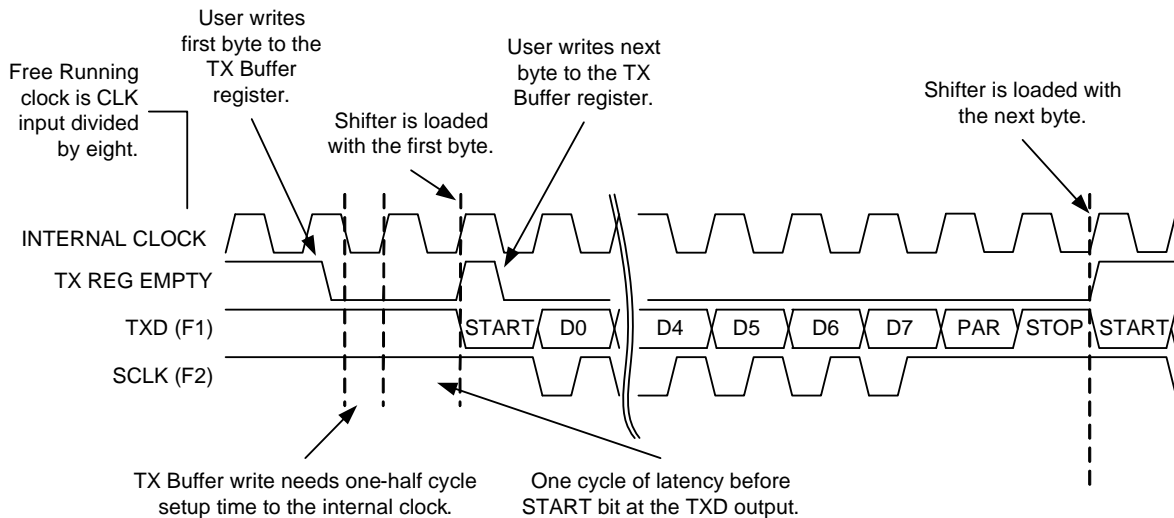 User writes
first byte to the
TX Buffer
register.
User writes next
byte to the TX
Buffer register.
Free Running
clock is CLK
input divided
by eight.
Shifter is loaded
with the first byte.
Shifter is loaded with
the next byte.
INTERNAL CLOCK
TX REG EMPTY
TXD (F1)
START
D0
D4
D5
D6
D7
PAR
STOP
START
SCLK (F2)
TX Buffer write needs one-half cycle
setup time to the internal clock.
One cycle of latency before
START bit at the TXD output.